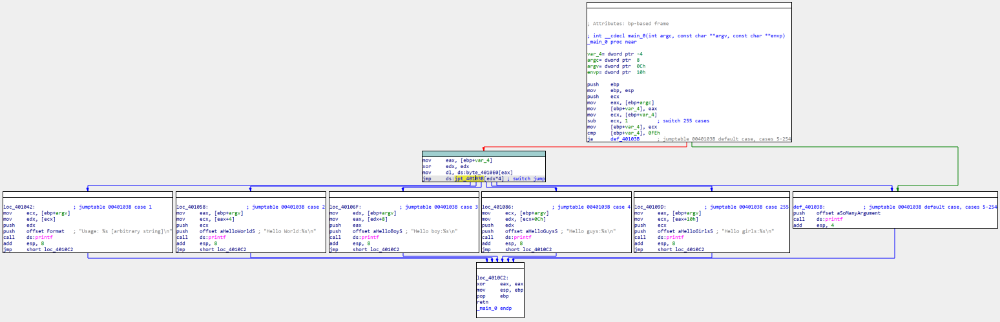 ; Attributes: bp-based frame
; int __cdecl main_0(int argc, const char **argv, const char **envp)
_main_0 proc near
var_4= dword ptr -4
argc= dword ptr 8
argv= dword ptr 0Ch
envp= dword ptr 10h
push ebp
mov ebp, esp
push ecx
mov eax, [ebp+argc]
mov [ebp+var_4], eax
mov ecx, [ebp+var_4]
sub ecx, 1 ; switch 255 cases
mov [ebp+var_4], ecx
cmp [ebp+var_4], 0FEh
ja def_40103B ; jumptable 0040103B default case, cases 5-254
mov eax, [ebp+var_4]
xor edx, edx
mov dl, ds:byte_4010E0[eax]
jmp ds:jpt_40103B[edx*4] ; switch jump
loc_401042: ; jumptable 0040103B case 1
mov ecx, [ebp+argv]
mov edx, [ecx]
push edx
push offset Format ; "Usage: %s [arbitrary string]\n"
call ds:printf
add esp, 8
jmp short loc_4010C2
loc_401058: ; jumptable 0040103B case 2
mov eax, [ebp+argv]
mov ecx, [eax+4]
push ecx
push offset aHelloWorldS ; "Hello World:%s\n"
call ds:printf
add esp, 8
jmp short loc_4010C2
loc_40106F: ; jumptable 0040103B case 3
mov edx, [ebp+argv]
mov eax, [edx+8]
push eax
push offset aHelloBoyS ; "Hello boy:%s\n"
call ds:printf
add esp, 8
jmp short loc_4010C2
loc_401086: ; jumptable 0040103B case 4
mov ecx, [ebp+argv]
mov edx, [ecx+0Ch]
push edx
push offset aHelloGuysS ; "Hello guys:%s\n"
call ds:printf
add esp, 8
jmp short loc_4010C2
loc_40109D: ; jumptable 0040103B case 255
mov eax, [ebp+argv]
mov ecx, [eax+10h]
push ecx
push offset aHelloGirlsS ; "Hello girls:%s\n"
call ds:printf
add esp, 8
jmp short loc_4010C2
def_40103B: ; jumptable 0040103B default case, cases 5-254
push offset aSoManyArgument
call ds:printf
add esp, 4
loc_4010C2:
xor eax, eax
mov esp, ebp
pop ebp
retn
_main_0 endp